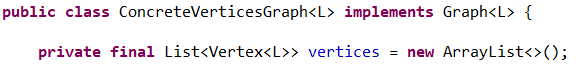 public class ConcreteVerticesGraph<L> implements Graph<L> {
private final List<Vertex<L>> vertices = new ArrayList<>();